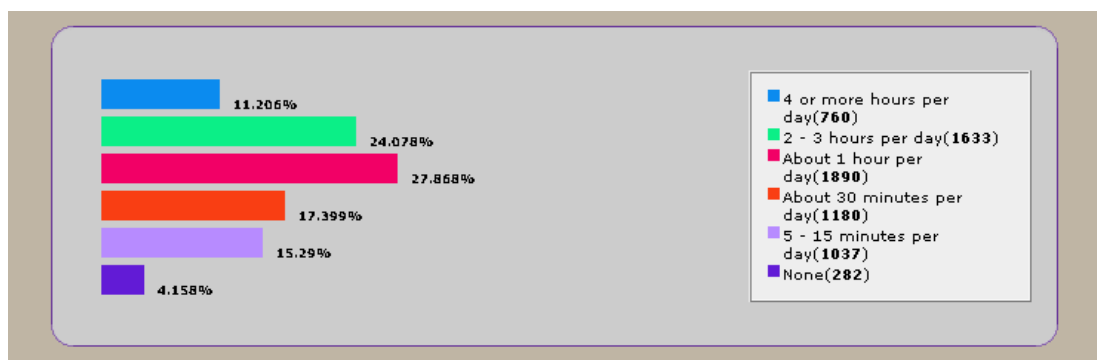 11.206%
24.078%
27.868%
17.399%
15.29%
4.158%
4 or more hours per
day(760)
2 - 3 hours per day(1633)
About 1 hour per
day(1890)
About 30 minutes per
day(1180)
5 - 15 minutes per
day(1037)
None(282)